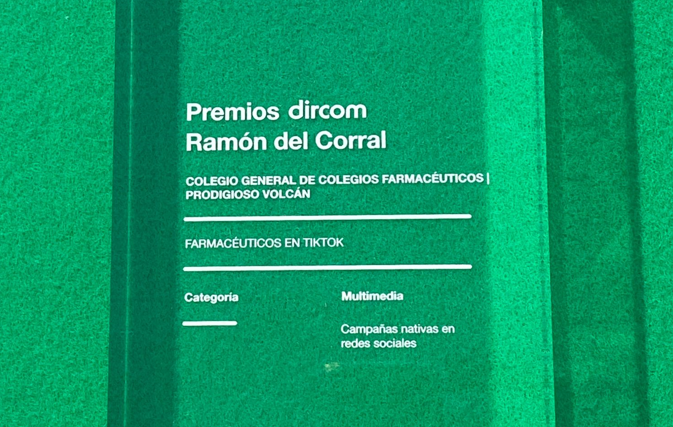 Premios dircom
Ramón del Corral
COLEGIO GENERAL DE COLEGIOS FARMACÉUTICOS |
PRODIGIOSO VOLCÁN
FARMACÉUTICOS EN TIKTOK
Categoría
Multimedia
Campañas nativas en
redes sociales